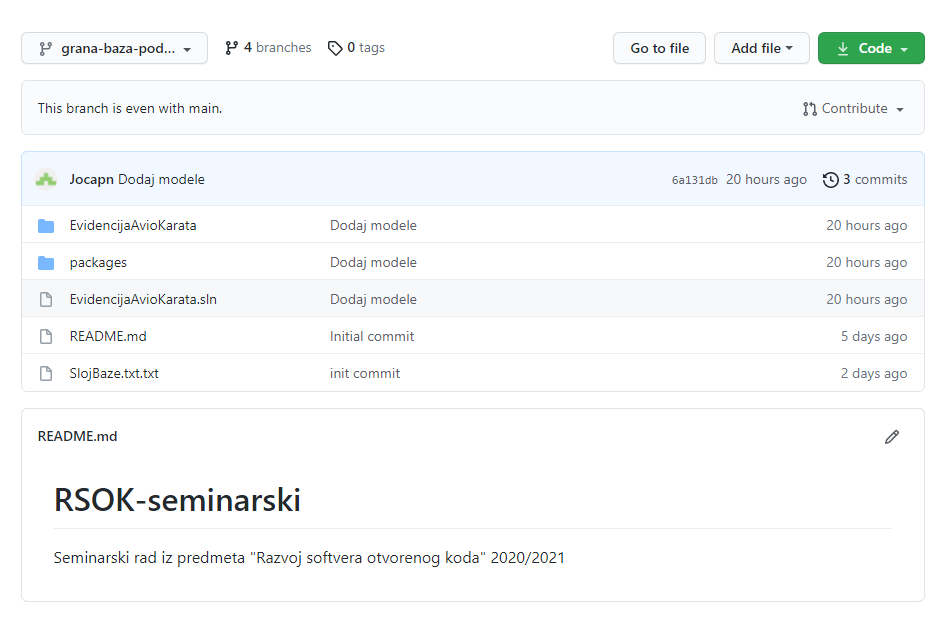 grana-baza-pod... 4 branches 0 tags Go to file Add file Code
This branch is even with main. Contribute
Jocapn Dodaj modele 6a131db 20 hours ago 3 commits
EvidencijaAvioKarata Dodaj modele 20 hours ago
packages Dodaj modele 20 hours ago
EvidencijaAvioKarata.sln Dodaj modele 20 hours ago
README.md Initial commit 5 days ago
SlojBaze.txt.txt init commit 2 days ago
README.md
RSOK-seminarski
Seminarski rad iz predmeta "Razvoj softvera otvorenog koda" 2020/2021